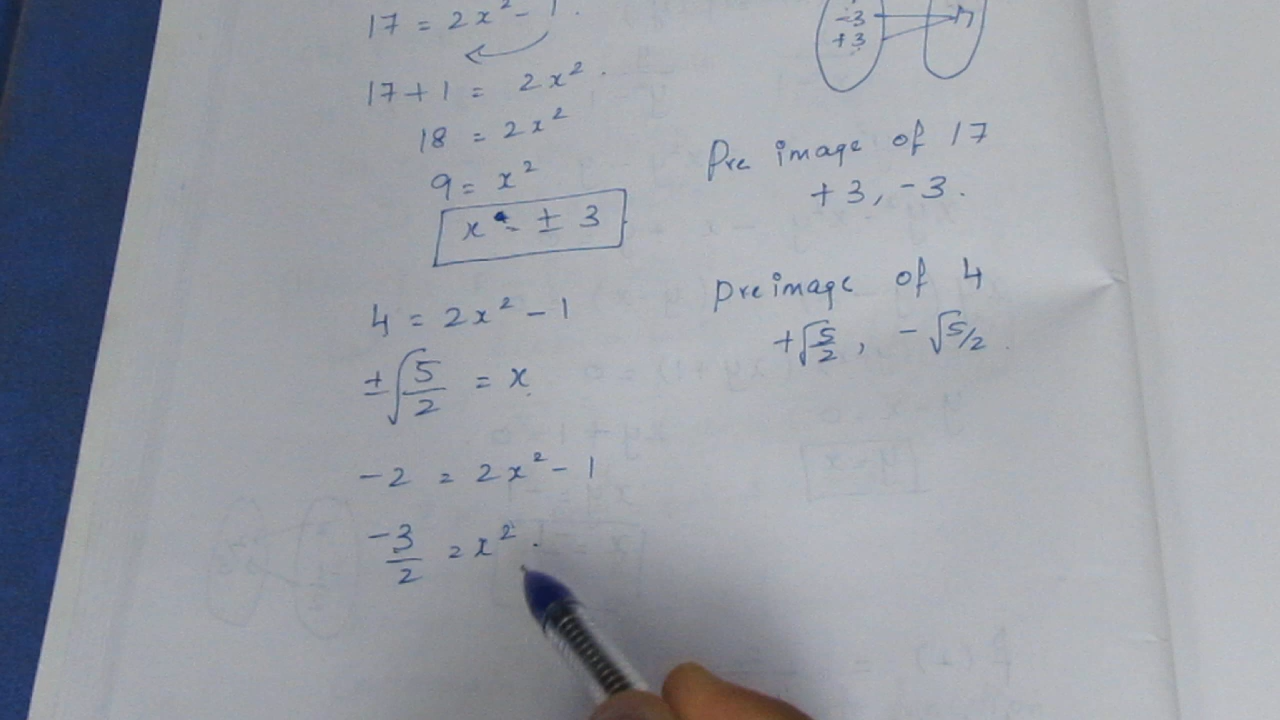 17 = 2x² - 1.
17 + 1 = 2x².
18 = 2x²
9 = x²
x = ± 3
-3
+3
17
Pre image of 17
+3, -3.
4 = 2x² - 1
±√5/2 = x
Preimage of 4
+√5/2, -√5/2.
-2 = 2x² - 1
-3/2 = x².